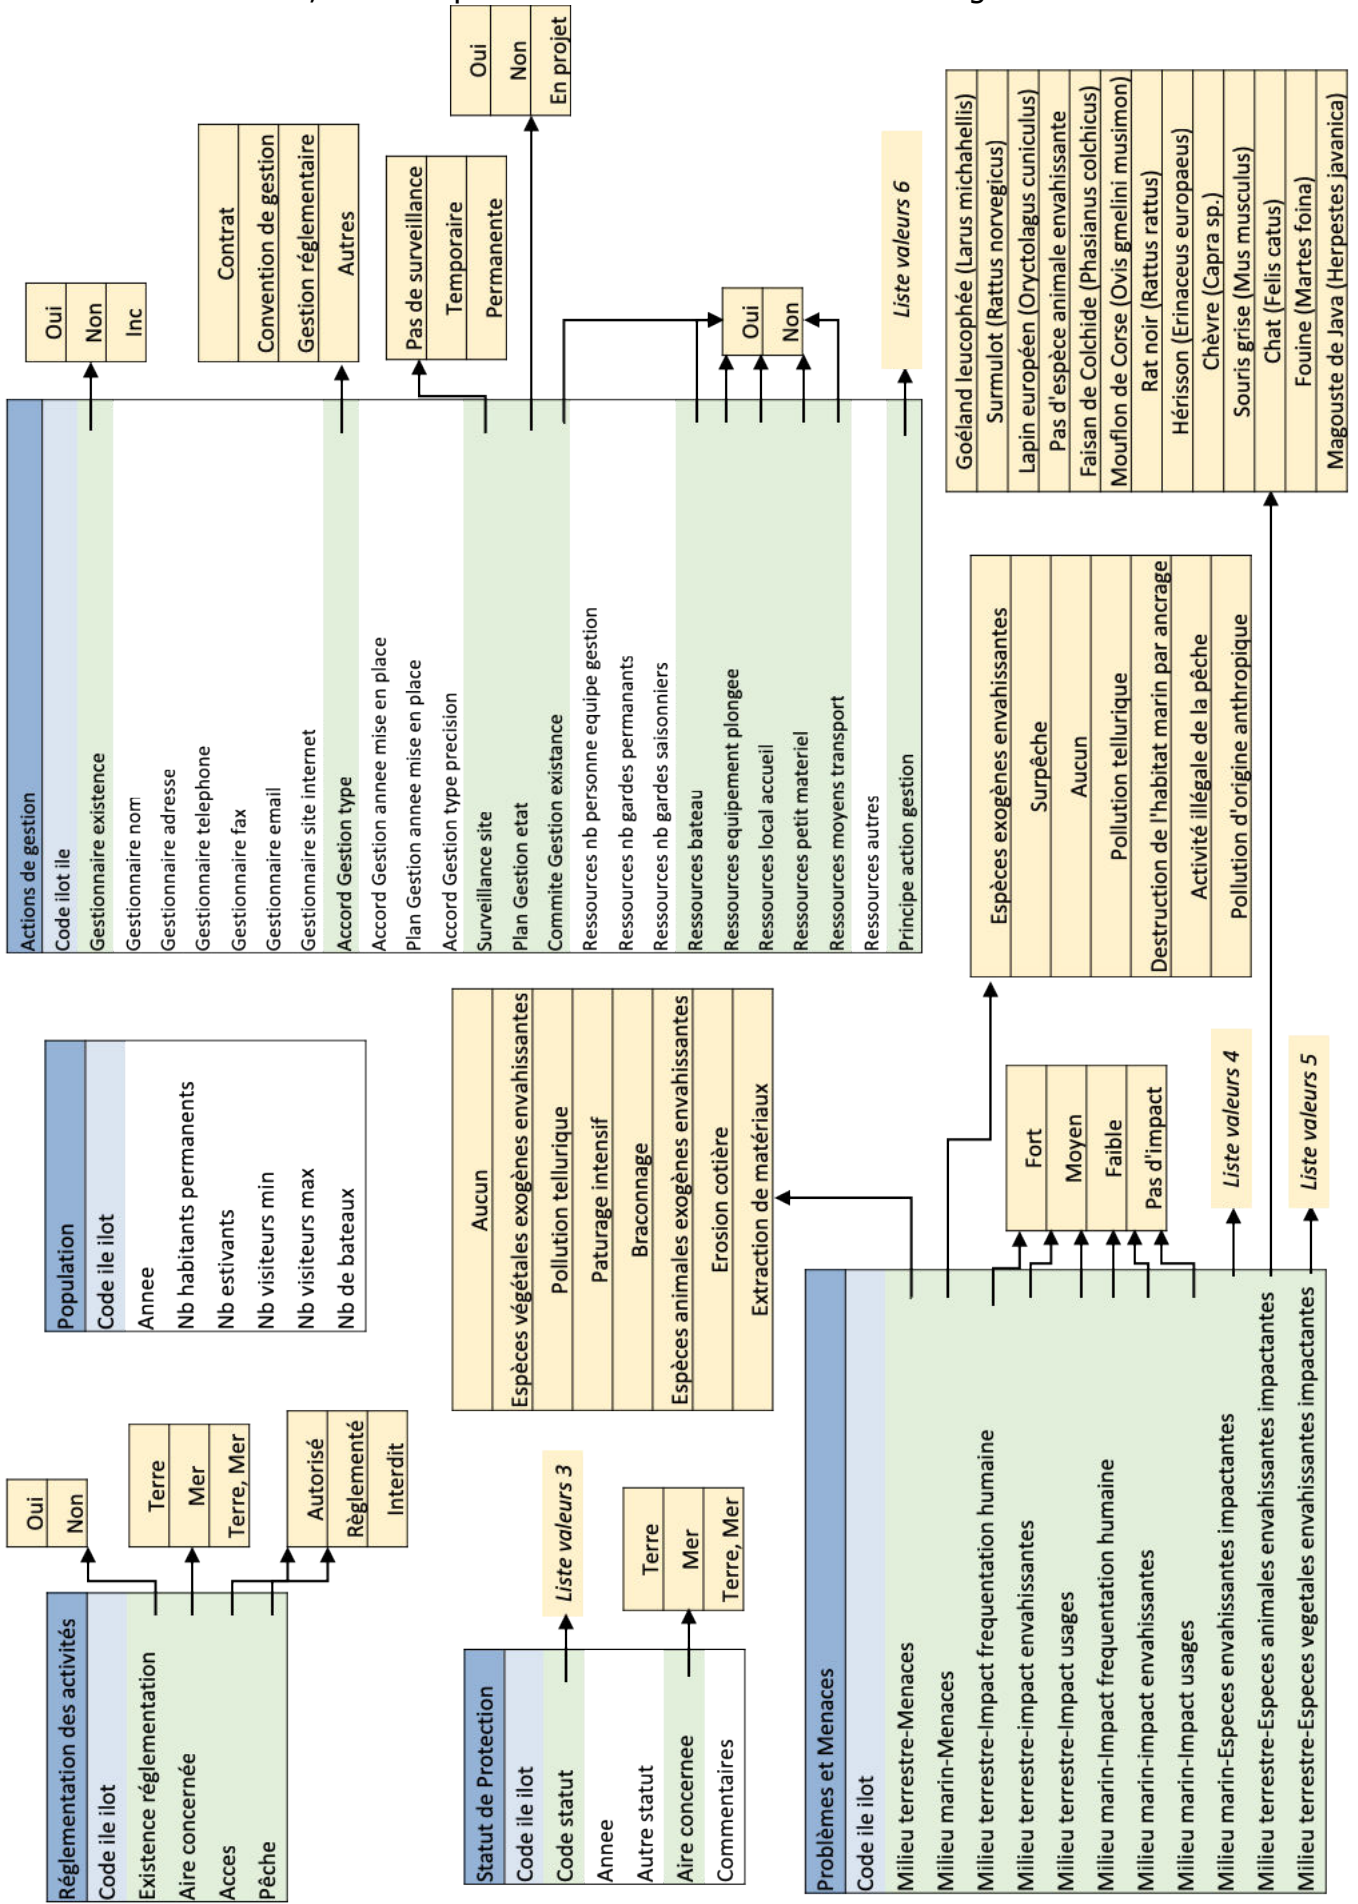 Réglementation des activités
Code ile ilot
Existence réglementation
Aire concernée
Acces
Pêche
Oui
Non
Terre
Mer
Terre, Mer
Autorisé
Règlementé
Interdit
Population
Code ile ilot
Annee
Nb habitants permanents
Nb estivants
Nb visiteurs min
Nb visiteurs max
Nb de bateaux
Actions de gestion
Code ilot ile
Gestionnaire existence
Gestionnaire nom
Gestionnaire adresse
Gestionnaire telephone
Gestionnaire fax
Gestionnaire email
Gestionnaire site internet
Accord Gestion type
Accord Gestion annee mise en place
Plan Gestion annee mise en place
Accord Gestion type precision
Surveillance site
Plan Gestion etat
Commite Gestion existance
Ressources nb personne equipe gestion
Ressources nb gardes permanants
Ressources nb gardes saisonniers
Ressources bateau
Ressources equipement plongee
Ressources local accueil
Ressources petit materiel
Ressources moyens transport
Ressources autres
Principe action gestion
Oui
Non
Inc
Contrat
Convention de gestion
Gestion réglementaire
Autres
Pas de surveillance
Temporaire
Permanente
Oui
Non
En projet
Oui
Non
Liste valeurs 6
Statut de Protection
Code ile ilot
Code statut
Annee
Autre statut
Aire concernee
Commentaires
Liste valeurs 3
Terre
Mer
Terre, Mer
Aucun
Espèces végétales exogènes envahissantes
Pollution tellurique
Paturage intensif
Braconnage
Espèces animales exogènes envahissantes
Erosion cotière
Extraction de matériaux
Problèmes et Menaces
Code ile ilot
Milieu terrestre-Menaces
Milieu marin-Menaces
Milieu terrestre-Impact frequentation humaine
Milieu terrestre-impact envahissantes
Milieu terrestre-Impact usages
Milieu marin-Impact frequentation humaine
Milieu marin-impact envahissantes
Milieu marin-Impact usages
Milieu marin-Especes envahissantes impactantes
Milieu terrestre-Especes animales envahissantes impactantes
Milieu terrestre-Especes vegetales envahissantes impactantes
Fort
Moyen
Faible
Pas d'impact
Liste valeurs 4
Liste valeurs 5
Espèces exogènes envahissantes
Surpêche
Aucun
Pollution tellurique
Destruction de l'habitat marin par ancrage
Activité illégale de la pêche
Pollution d'origine anthropique
Goéland leucophée (Larus michahellis)
Surmulot (Rattus norvegicus)
Lapin européen (Oryctolagus cuniculus)
Pas d'espèce animale envahissante
Faisan de Colchide (Phasianus colchicus)
Mouflon de Corse (Ovis gmelini musimon)
Rat noir (Rattus rattus)
Hérisson (Erinaceus europaeus)
Chèvre (Capra sp.)
Souris grise (Mus musculus)
Chat (Felis catus)
Fouine (Martes foina)
Magouste de Java (Herpestes javanica)